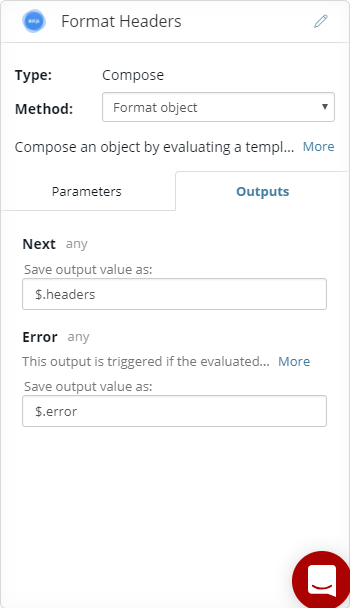 Format Headers
Type: Compose
Method: Format object
Compose an object by evaluating a templ... More
Parameters Outputs
Next any
Save output value as:
$.headers
Error any
This output is triggered if the evaluated... More
Save output value as:
$.error